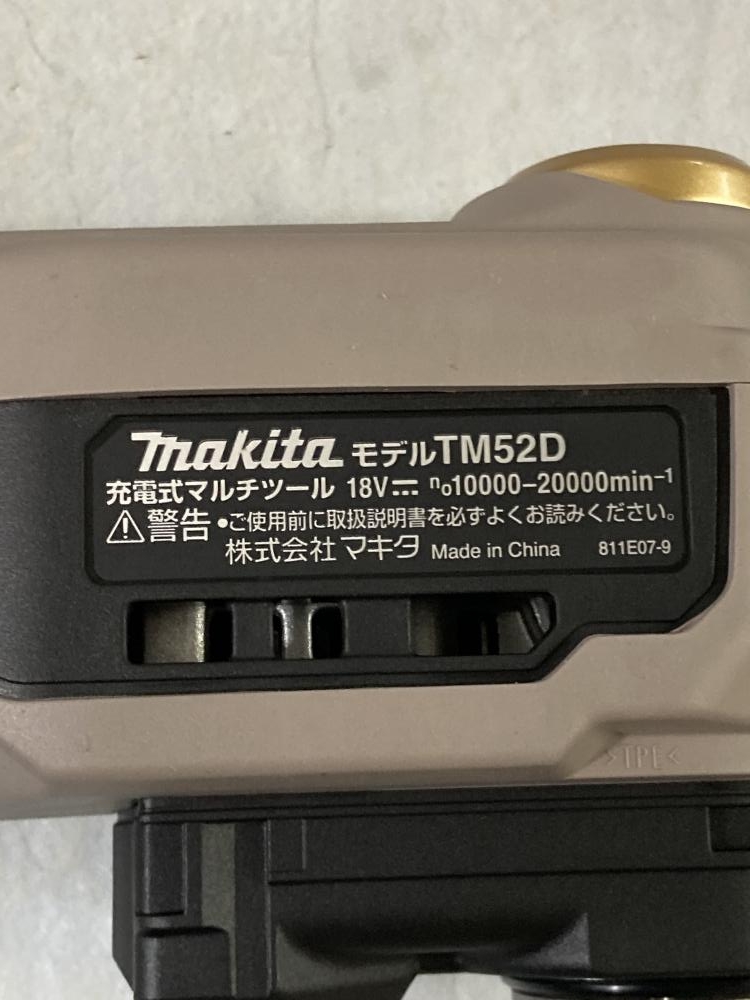 makita モデルTM52D
充電式マルチツール 18V⎓ n₀10000−20000min⁻¹
⚠警告 •ご使用前に取扱説明書を必ずよくお読みください。
株式会社マキタ Made in China 811E07-9
>TPE<